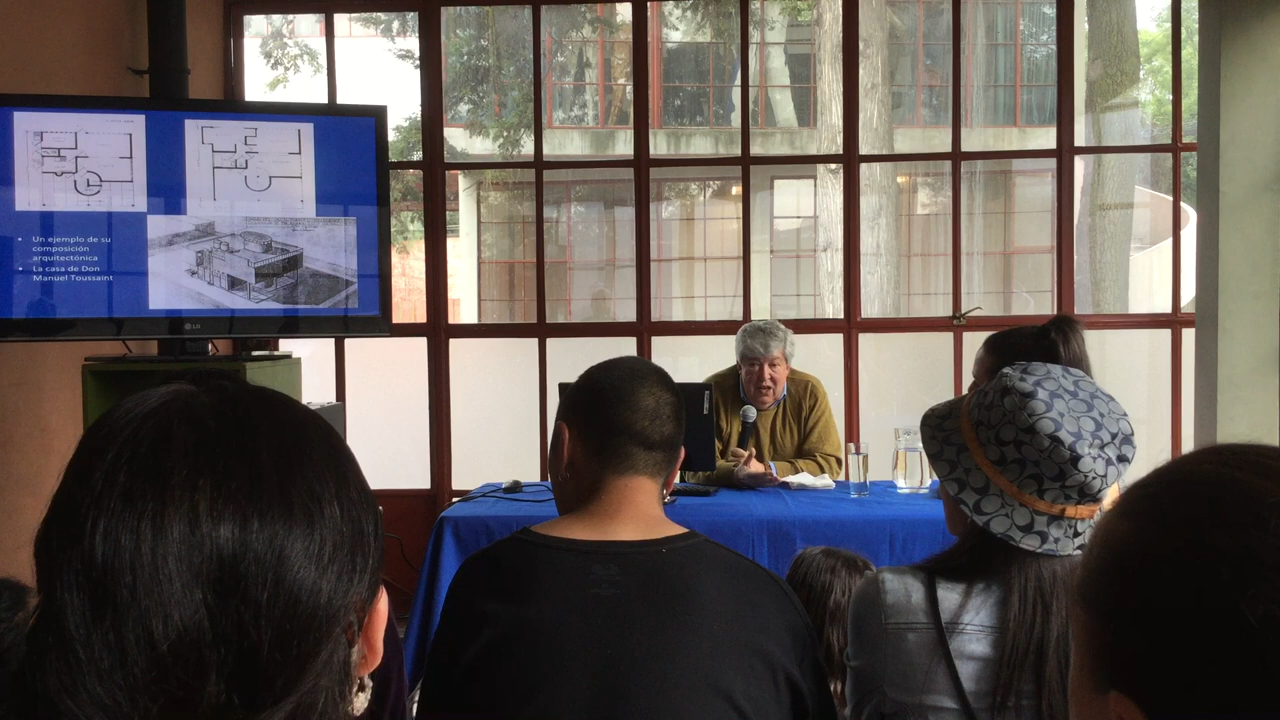 • Un ejemplo de su
composición
arquitectónica
• La casa de Don
Manuel Toussaint
LG